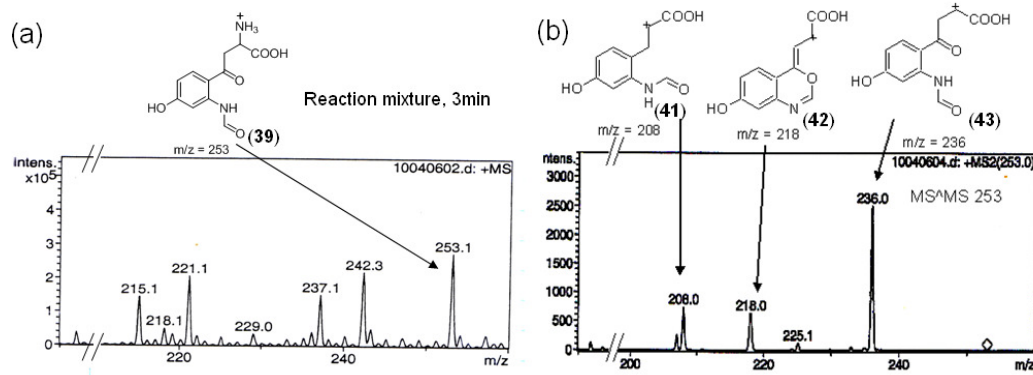 (a)
+
NH3
COOH
O
NH
HO
O
(39)
m/z = 253
Reaction mixture, 3min
intens.
x10^5
10040602.d: +MS
5
4
3
2
1
0
215.1
218.1
221.1
229.0
237.1
242.3
253.1
220
240
m/z
(b)
+
COOH
HO
N
H
O
(41)
m/z = 208
COOH
+
O
N
HO
(42)
m/z = 218
+
COOH
O
HO
NH
O
(43)
m/z = 236
ntens.
10040604.d: +MS2(253.0)
MS^MS 253
3000
2500
2000
1500
1000
500
0
208.0
218.0
225.1
236.0
200
220
240
m/z